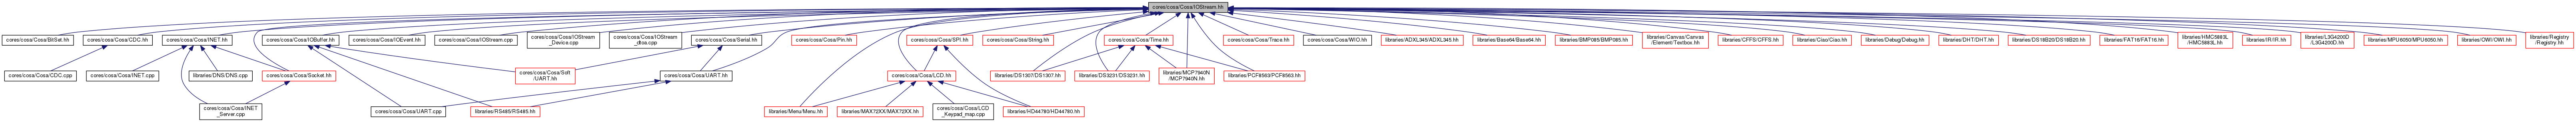 cores/cosa/Cosa/IOStream.hh
cores/cosa/Cosa/BitSet.hh
cores/cosa/Cosa/CDC.hh
cores/cosa/Cosa/INET.hh
cores/cosa/Cosa/IOBuffer.hh
cores/cosa/Cosa/IOEvent.hh
cores/cosa/Cosa/IOStream.cpp
cores/cosa/Cosa/IOStream
_Device.cpp
cores/cosa/Cosa/IOStream
_dtoa.cpp
cores/cosa/Cosa/Serial.hh
cores/cosa/Cosa/Pin.hh
cores/cosa/Cosa/SPI.hh
cores/cosa/Cosa/String.hh
cores/cosa/Cosa/Time.hh
cores/cosa/Cosa/Trace.hh
cores/cosa/Cosa/WIO.hh
libraries/ADXL345/ADXL345.hh
libraries/Base64/Base64.hh
libraries/BMP085/BMP085.hh
libraries/Canvas/Canvas
/Element/Textbox.hh
libraries/CFFS/CFFS.hh
libraries/Ciao/Ciao.hh
libraries/Debug/Debug.hh
libraries/DHT/DHT.hh
libraries/DS18B20/DS18B20.hh
libraries/FAT16/FAT16.hh
libraries/HMC5883L
/HMC5883L.hh
libraries/IR/IR.hh
libraries/L3G4200D
/L3G4200D.hh
libraries/MPU6050/MPU6050.hh
libraries/OWI/OWI.hh
libraries/Registry
/Registry.hh
cores/cosa/Cosa/CDC.cpp
cores/cosa/Cosa/INET.cpp
libraries/DNS/DNS.cpp
cores/cosa/Cosa/Socket.hh
cores/cosa/Cosa/Soft
/UART.hh
cores/cosa/Cosa/UART.hh
cores/cosa/Cosa/LCD.hh
libraries/DS1307/DS1307.hh
libraries/DS3231/DS3231.hh
libraries/MCP7940N
/MCP7940N.hh
libraries/PCF8563/PCF8563.hh
cores/cosa/Cosa/INET
_Server.cpp
cores/cosa/Cosa/UART.cpp
libraries/RS485/RS485.hh
libraries/Menu/Menu.hh
libraries/MAX72XX/MAX72XX.hh
cores/cosa/Cosa/LCD
_Keypad_map.cpp
libraries/HD44780/HD44780.hh